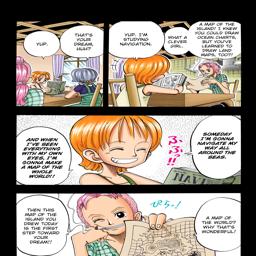 A MAP OF THE
ISLAND! I KNEW
YOU COULD DRAW
OCEAN CHARTS,
BUT YOU'VE
LEARNED TO DRAW
LAND MAPS, TOO?!
WHAT A
CLEVER
GIRL.
YUP. I'M
STUDYING
NAVIGATION.
THAT'S
YOUR
DREAM,
HUH?
YUP.
SOMEDAY
I'M GONNA
NAVIGATE MY
WAY ALL
AROUND THE
SEAS.
AND WHEN
I'VE BEEN
EVERYWHERE
WITH MY OWN
EYES, I'M
GONNA MAKE A
MAP OF THE
WHOLE
WORLD!!
A MAP
OF THE
WORLD?
WHY THAT'S
WONDERFUL!
THEN THIS
MAP OF THE
ISLAND YOU
DREW TODAY
IS THE FIRST
STEP TOWARD
YOUR
DREAM!!